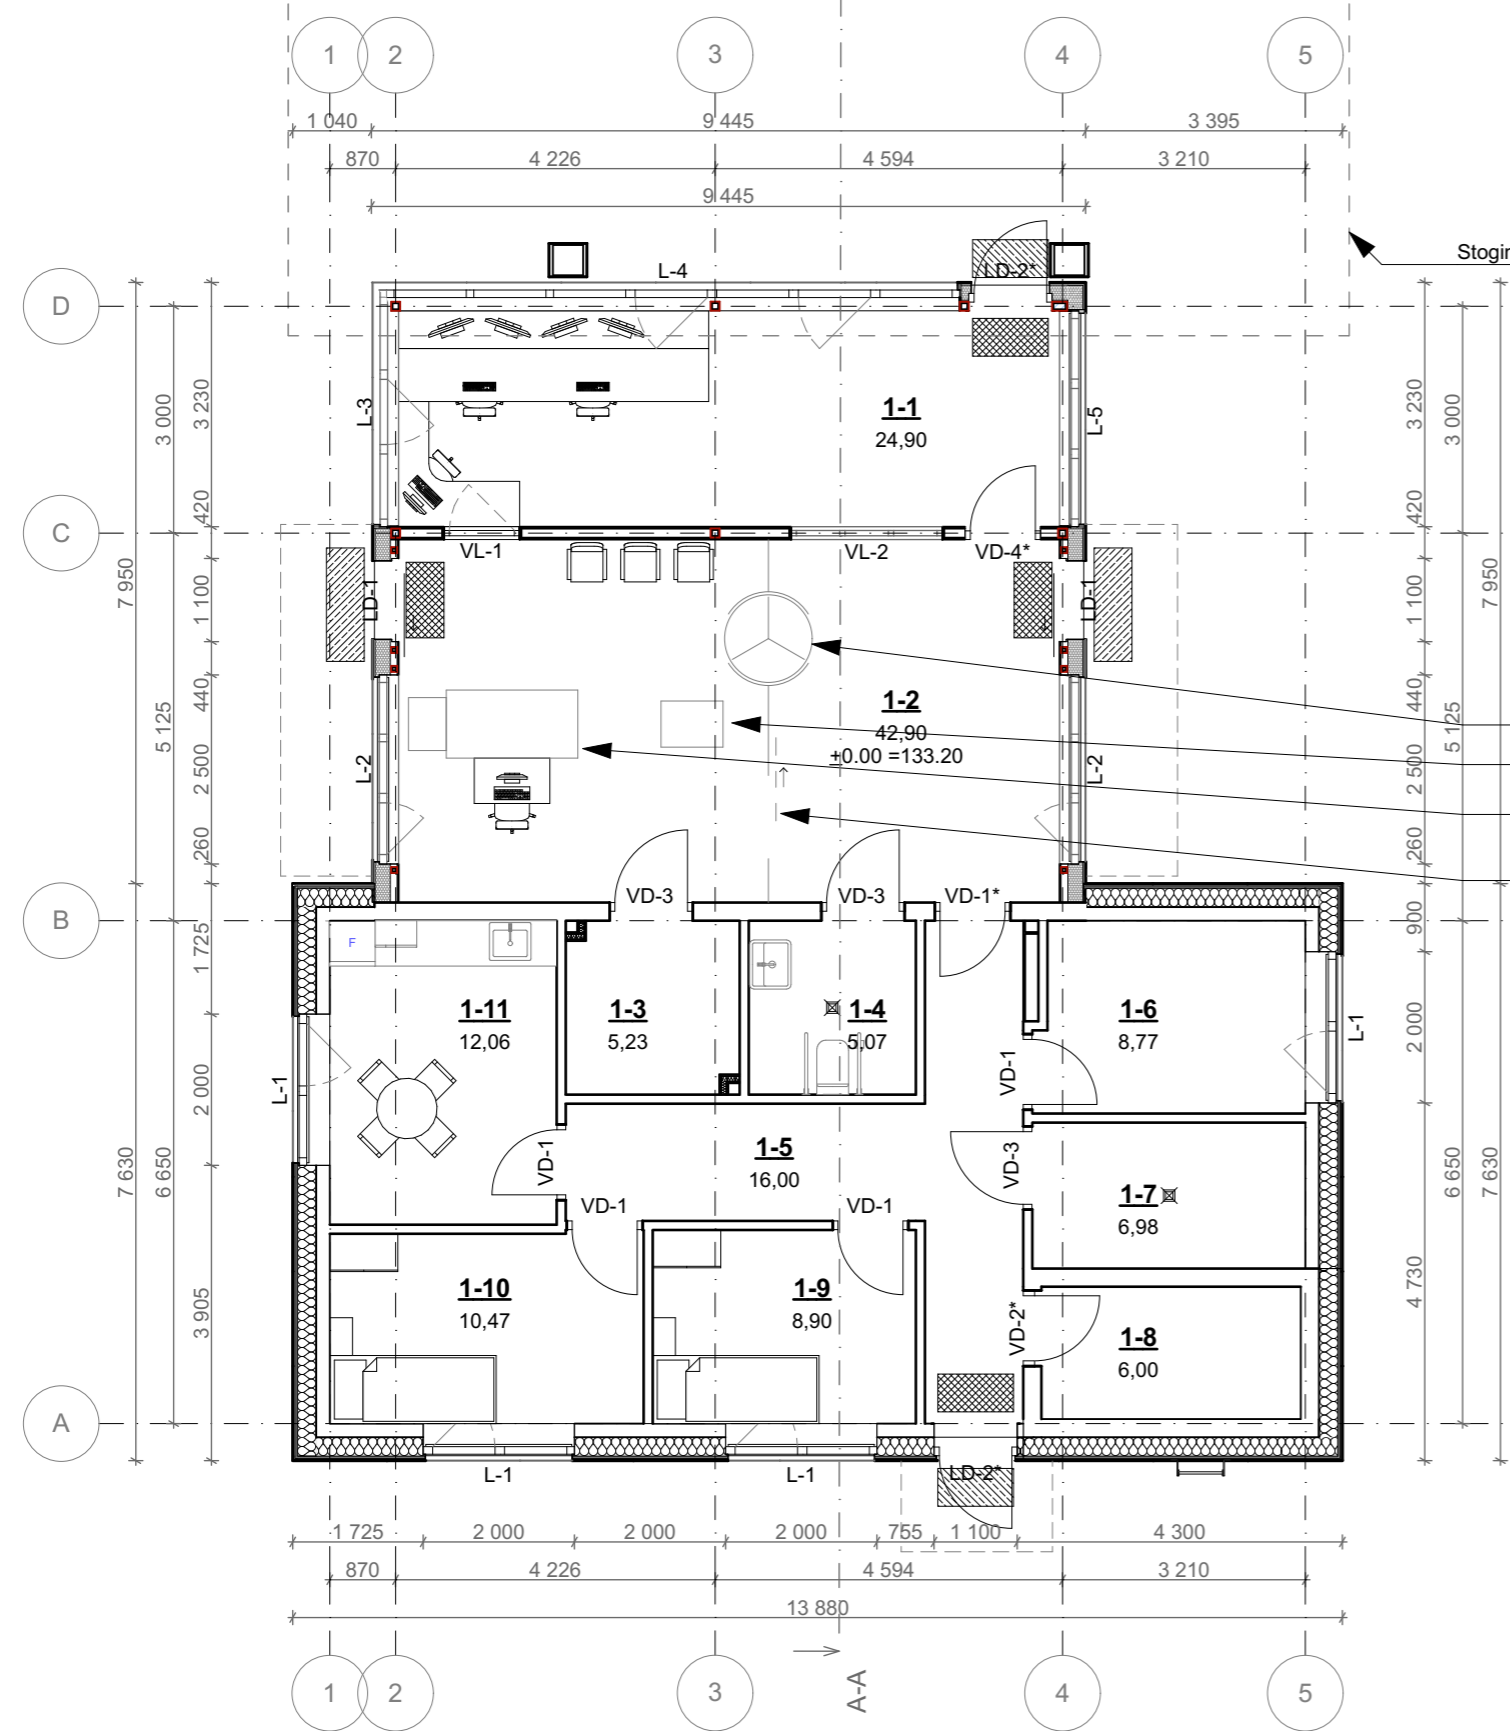 1 2 3 4 5
1 040 9 445 3 395
870 4 226 4 594 3 210
9 445
Stogin
L-4 LD-2*
D
3 230
3 000
L-3
1-1
24,90
L-5
3 230
3 000
420
420
C
VL-1 VL-2 VD-4*
7 950
1 100
LD-1
LD-1
1 100
7 950
440
5 125
1-2
42,90
±0.00 =133.20
440
5 125
2 500
L-2
L-2
2 500
260
260
VD-3 VD-3 VD-1*
B
1 725
900
F
1-11
12,06
1-3
5,23
1-4
5,07
1-6
8,77
2 000
L-1
VD-1
L-1
2 000
7 630
6 650
VD-1
1-5
16,00
VD-3
1-7
6,98
6 650
7 630
VD-1 VD-1
3 905
1-10
10,47
1-9
8,90
VD-2*
1-8
6,00
4 730
A
L-1 L-1 LD-2*
1 725 2 000 2 000 2 000 755 1 100 4 300
870 4 226 4 594 3 210
13 880
A-A
1 2 3 4 5